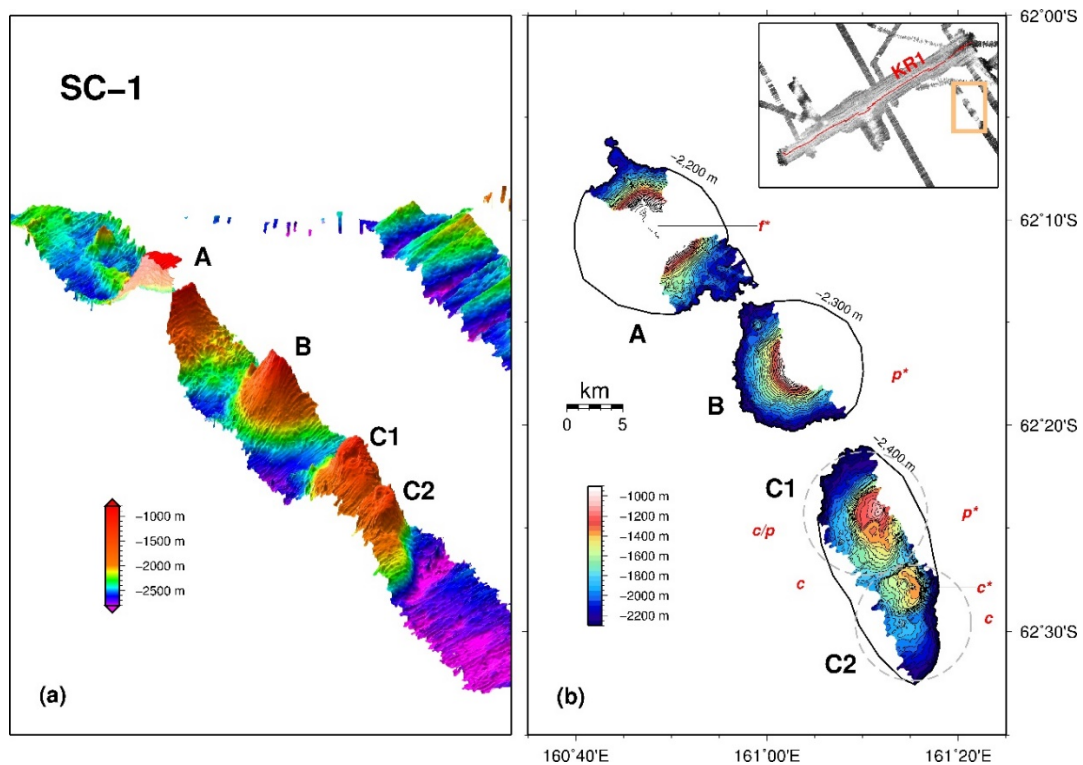 SC−1
A
B
C1
C2
−1000 m
−1500 m
−2000 m
−2500 m
(a)
KR1
−2,200 m
f*
A
−2,300 m
km
0 5
B
p*
−2,400 m
C1
−1000 m
−1200 m
−1400 m
−1600 m
−1800 m
−2000 m
−2200 m
c/p
p*
c
c*
c
C2
(b)
62˚00'S
62˚10'S
62˚20'S
62˚30'S
160˚40'E 161˚00'E 161˚20'E